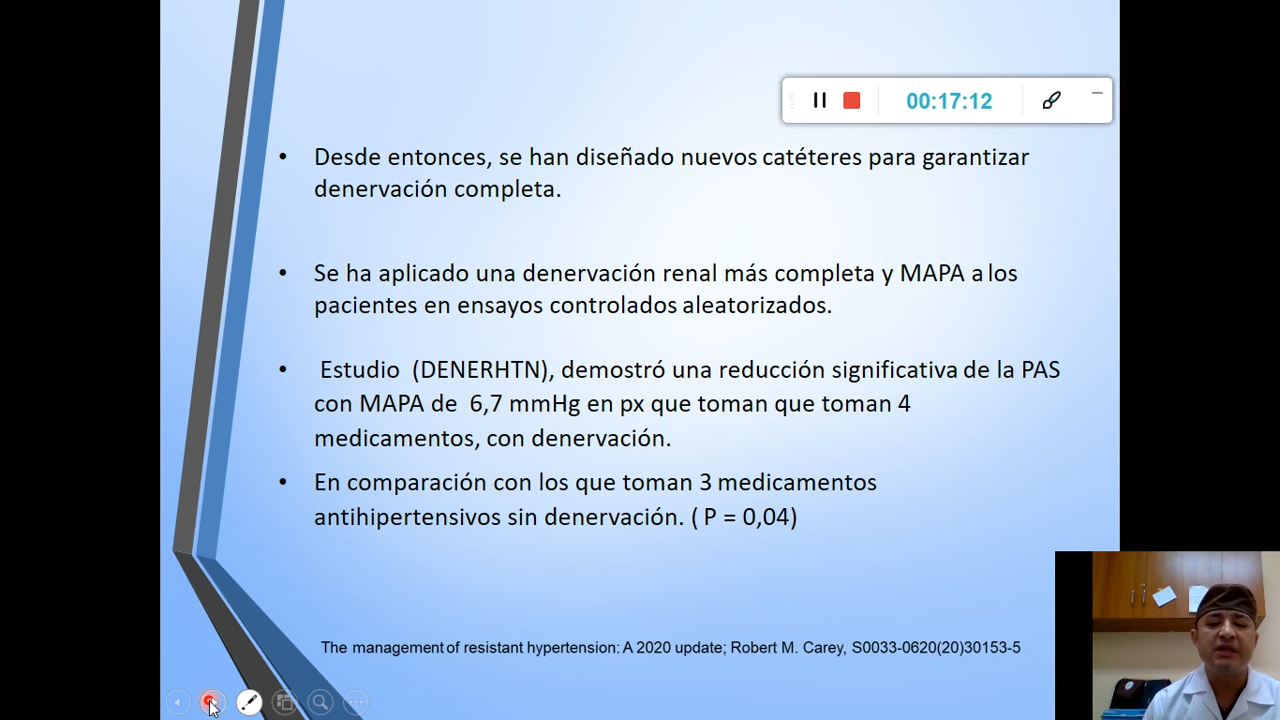 00:17:12
• Desde entonces, se han diseñado nuevos catéteres para garantizar
denervación completa.
• Se ha aplicado una denervación renal más completa y MAPA a los
pacientes en ensayos controlados aleatorizados.
• Estudio (DENERHTN), demostró una reducción significativa de la PAS
con MAPA de 6,7 mmHg en px que toman que toman 4
medicamentos, con denervación.
• En comparación con los que toman 3 medicamentos
antihipertensivos sin denervación. ( P = 0,04)
The management of resistant hypertension: A 2020 update; Robert M. Carey, S0033-0620(20)30153-5